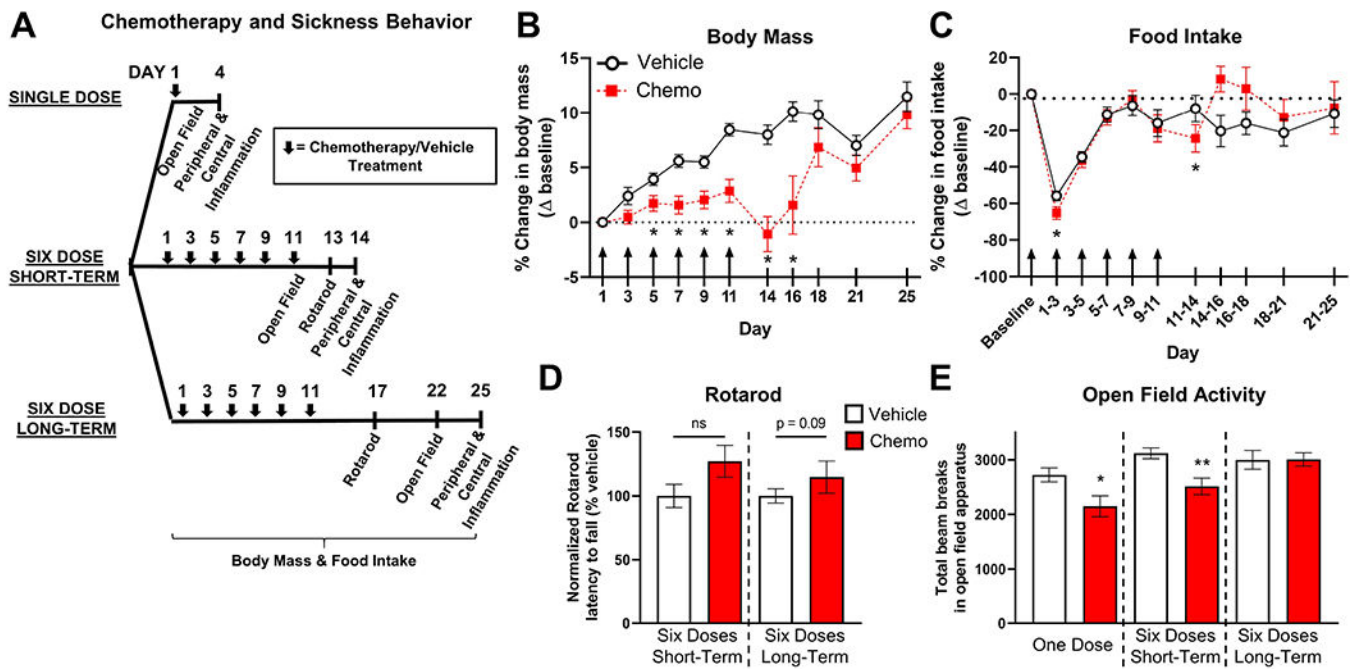 A
Chemotherapy and Sickness Behavior
DAY 1 4
SINGLE DOSE
Open Field
Peripheral &
Central
Inflammation
= Chemotherapy/Vehicle
Treatment
1 3 5 7 9 11 13 14
SIX DOSE
SHORT-TERM
Open Field
Rotarod
Peripheral &
Central
Inflammation
1 3 5 7 9 11 17 22 25
SIX DOSE
LONG-TERM
Rotarod
Open Field
Peripheral &
Central
Inflammation
Body Mass & Food Intake
B
Body Mass
Vehicle
Chemo
% Change in body mass
(Δ baseline)
15
10
5
0
-5
* * * * * *
1 3 5 7 9 11 14 16 18 21 25
Day
C
Food Intake
% Change in food intake
(Δ baseline)
20
0
-20
-40
-60
-80
-100
* *
Baseline 1-3 3-5 5-7 7-9 9-11 11-14 14-16 16-18 18-21 21-25
Day
D
Rotarod
Vehicle
Chemo
Normalized Rotarod
latency to fall (% vehicle)
150
100
50
0
ns
p = 0.09
Six Doses
Short-Term
Six Doses
Long-Term
E
Open Field Activity
Total beam breaks
in open field apparatus
3000
2000
1000
0
* **
One Dose
Six Doses
Short-Term
Six Doses
Long-Term